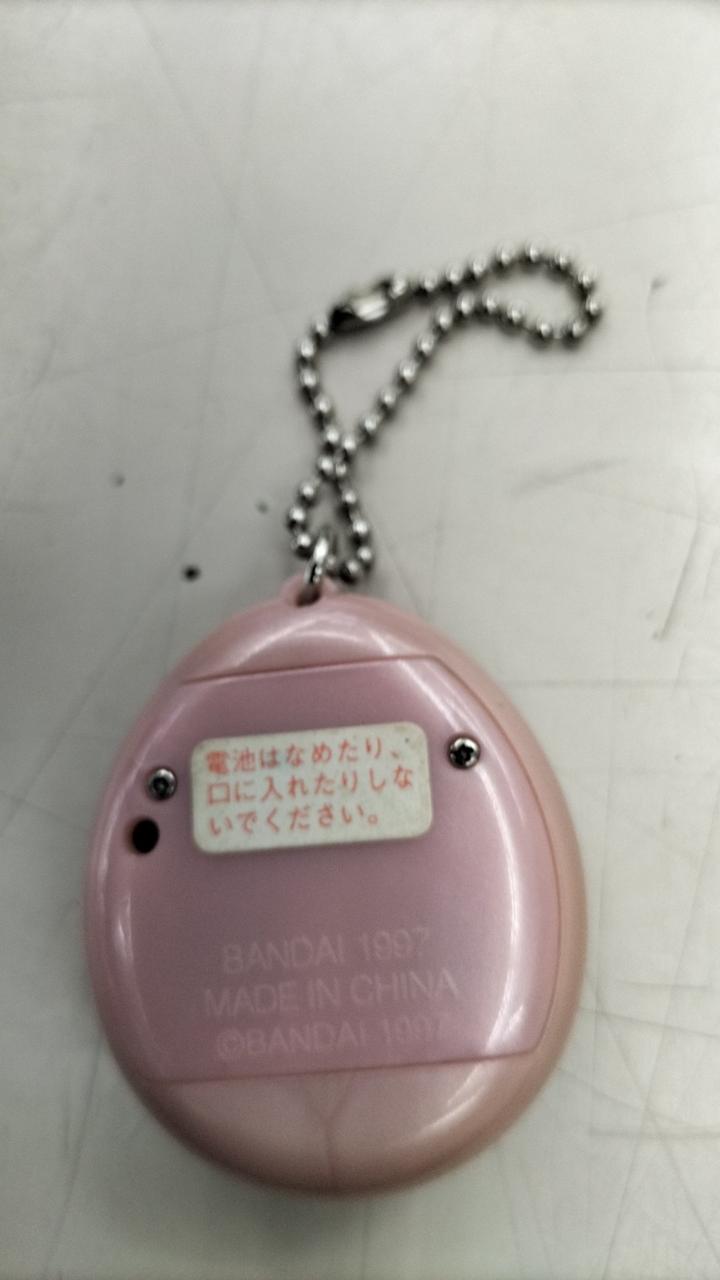 電池はなめたり、
口に入れたりしな
いでください。
BANDAI 1997
MADE IN CHINA
©BANDAI 1997